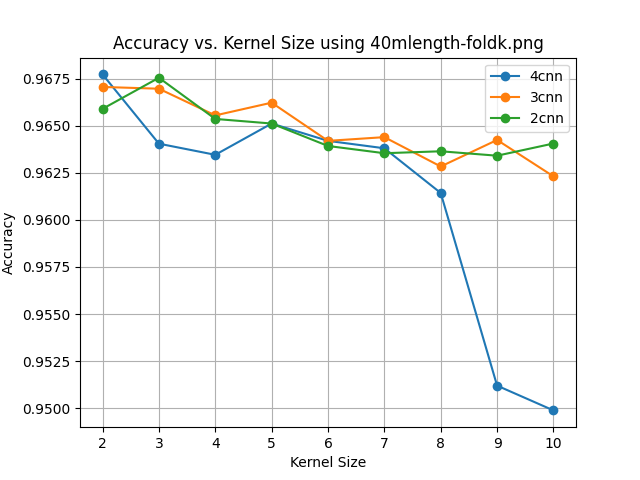 Accuracy vs. Kernel Size using 40mlength-foldk.png
4cnn
3cnn
2cnn
0.9675
0.9650
0.9625
0.9600
0.9575
0.9550
0.9525
0.9500
Accuracy
2 3 4 5 6 7 8 9 10
Kernel Size